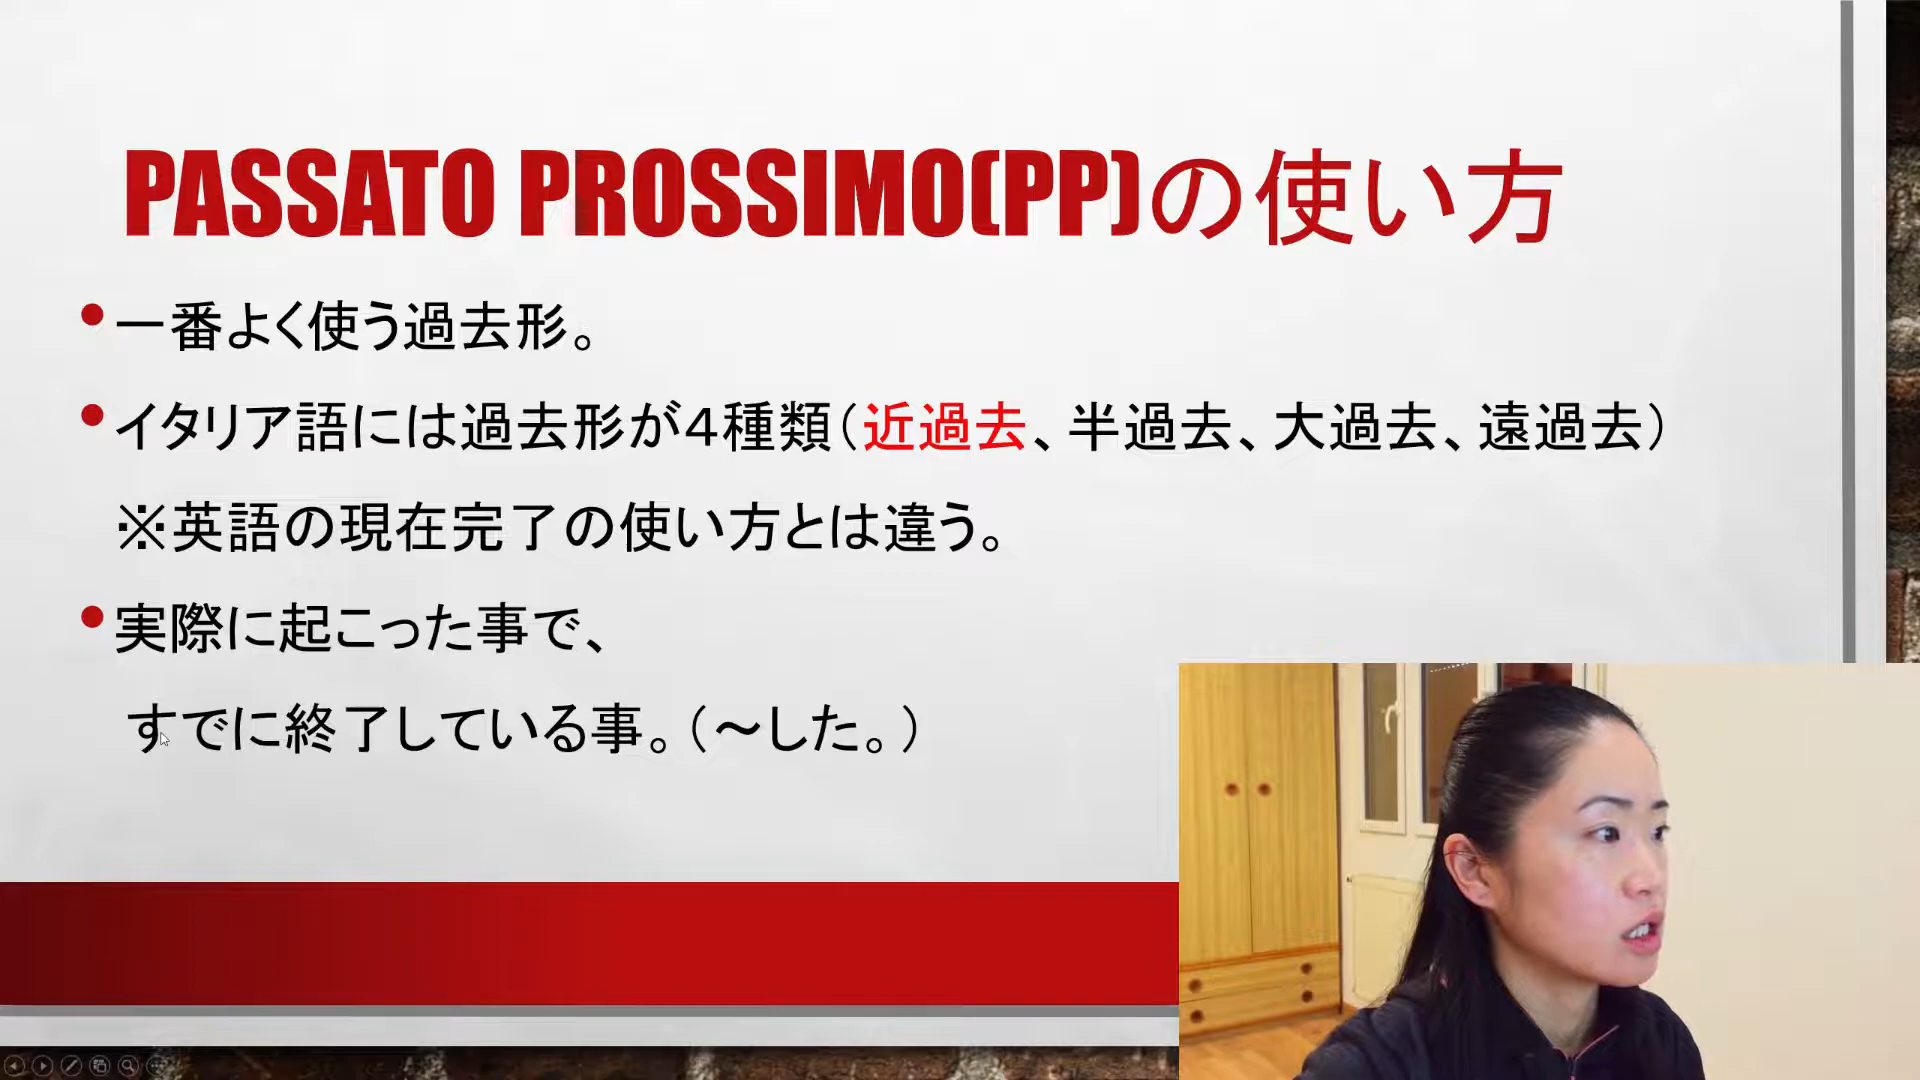 PASSATO PROSSIMO(PP)の使い方
•一番よく使う過去形。
•イタリア語には過去形が4種類（近過去、半過去、大過去、遠過去）
※英語の現在完了の使い方とは違う。
•実際に起こった事で、
すでに終了している事。（～した。）